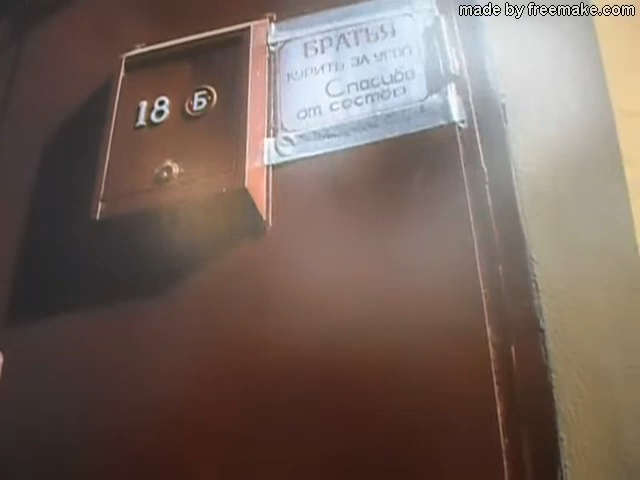 made by freemake.com
БРАТЬЯ
КУРИТЬ ЗА УГОЛ
Спасибо
от сестёр
18 Б